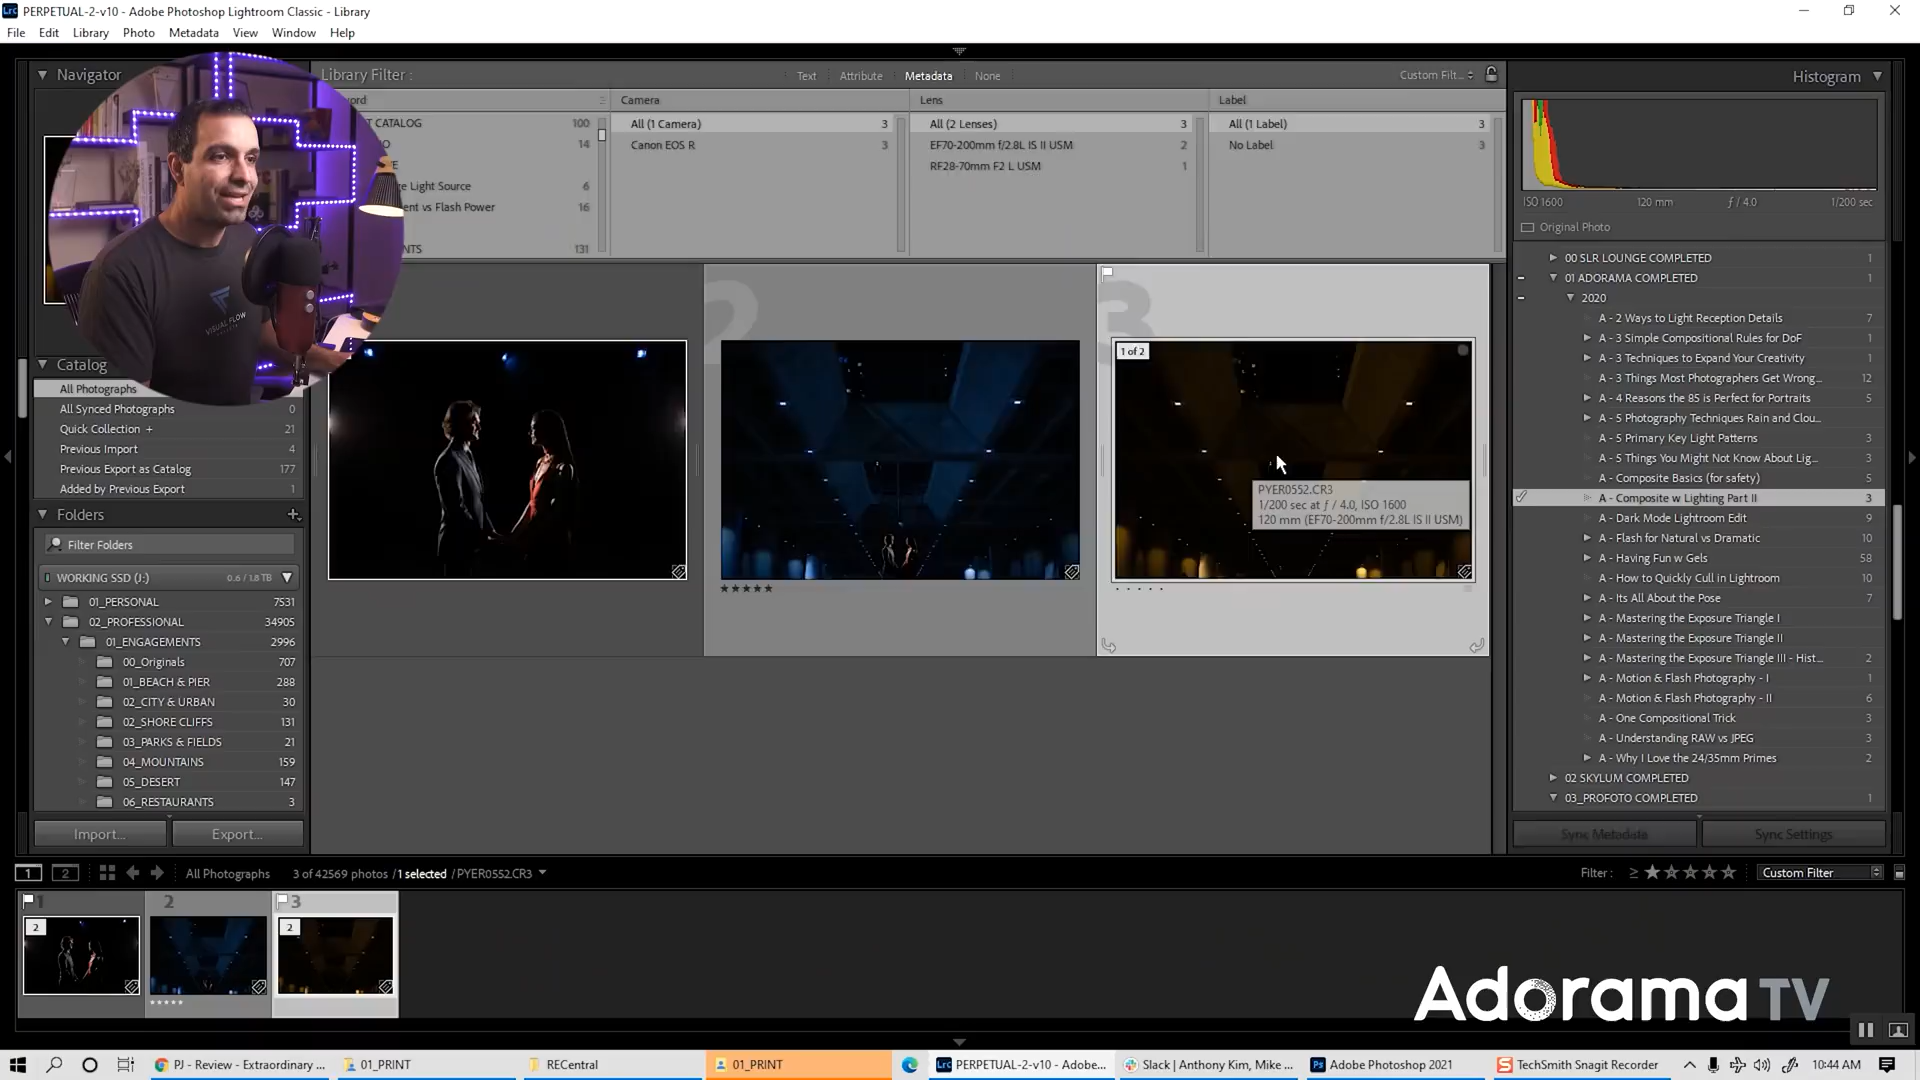 PERPETUAL-2-v10 - Adobe Photoshop Lightroom Classic - Library
File Edit Library Photo Metadata View Window Help
Navigator
Library Filter :
Text Attribute Metadata None
Custom Filt...
Histogram
Camera
Lens
Label
T CATALOG 100
14
ge Light Source 6
ent vs Flash Power 16
NTS 131
All (1 Camera) 3
Canon EOS R 3
All (2 Lenses) 3
EF70-200mm f/2.8L IS II USM 2
RF28-70mm F2 L USM 1
All (1 Label) 3
No Label 3
ISO 1600 120 mm ƒ / 4.0 1/200 sec
Original Photo
VISUAL FLOW
Catalog
All Photographs
All Synced Photographs 0
Quick Collection + 21
Previous Import 4
Previous Export as Catalog 177
Added by Previous Export 1
Folders
Filter Folders
WORKING SSD (J:) 0.6 / 1.8 TB
01_PERSONAL 7531
02_PROFESSIONAL 34905
01_ENGAGEMENTS 2996
00_Originals 707
01_BEACH & PIER 288
02_CITY & URBAN 30
02_SHORE CLIFFS 131
03_PARKS & FIELDS 21
04_MOUNTAINS 159
05_DESERT 147
06_RESTAURANTS 3
Import... Export...
2
3
1 of 2
PYER0552.CR3
1/200 sec at ƒ / 4.0, ISO 1600
120 mm (EF70-200mm f/2.8L IS II USM)
00 SLR LOUNGE COMPLETED 1
01 ADORAMA COMPLETED 1
2020
A - 2 Ways to Light Reception Details 7
A - 3 Simple Compositional Rules for DoF 1
A - 3 Techniques to Expand Your Creativity 1
A - 3 Things Most Photographers Get Wrong... 12
A - 4 Reasons the 85 is Perfect for Portraits 5
A - 5 Photography Techniques Rain and Clou...
A - 5 Primary Key Light Patterns 3
A - 5 Things You Might Not Know About Lig... 3
A - Composite Basics (for safety) 5
A - Composite w Lighting Part II 3
A - Dark Mode Lightroom Edit 9
A - Flash for Natural vs Dramatic 10
A - Having Fun w Gels 58
A - How to Quickly Cull in Lightroom 10
A - Its All About the Pose 7
A - Mastering the Exposure Triangle I
A - Mastering the Exposure Triangle II
A - Mastering the Exposure Triangle III - Hist... 2
A - Motion & Flash Photography - I 1
A - Motion & Flash Photography - II 6
A - One Compositional Trick 3
A - Understanding RAW vs JPEG 3
A - Why I Love the 24/35mm Primes 2
02 SKYLUM COMPLETED
03_PROFOTO COMPLETED 1
Sync Metadata Sync Settings
1 2 All Photographs 3 of 42569 photos / 1 selected / PYER0552.CR3
Filter : Custom Filter
1 2 3
2 2
Adorama TV
PJ - Review - Extraordinary ... 01_PRINT RECentral 01_PRINT PERPETUAL-2-v10 - Adobe... Slack | Anthony Kim, Mike ... Adobe Photoshop 2021 TechSmith Snagit Recorder 10:44 AM